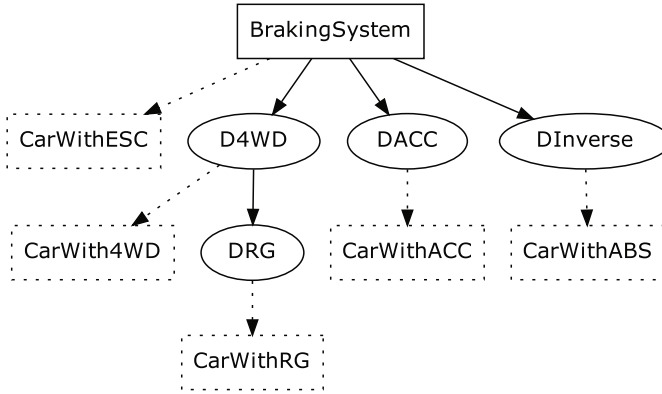 BrakingSystem
CarWithESC
D4WD
DACC
DInverse
CarWith4WD
DRG
CarWithACC
CarWithABS
CarWithRG